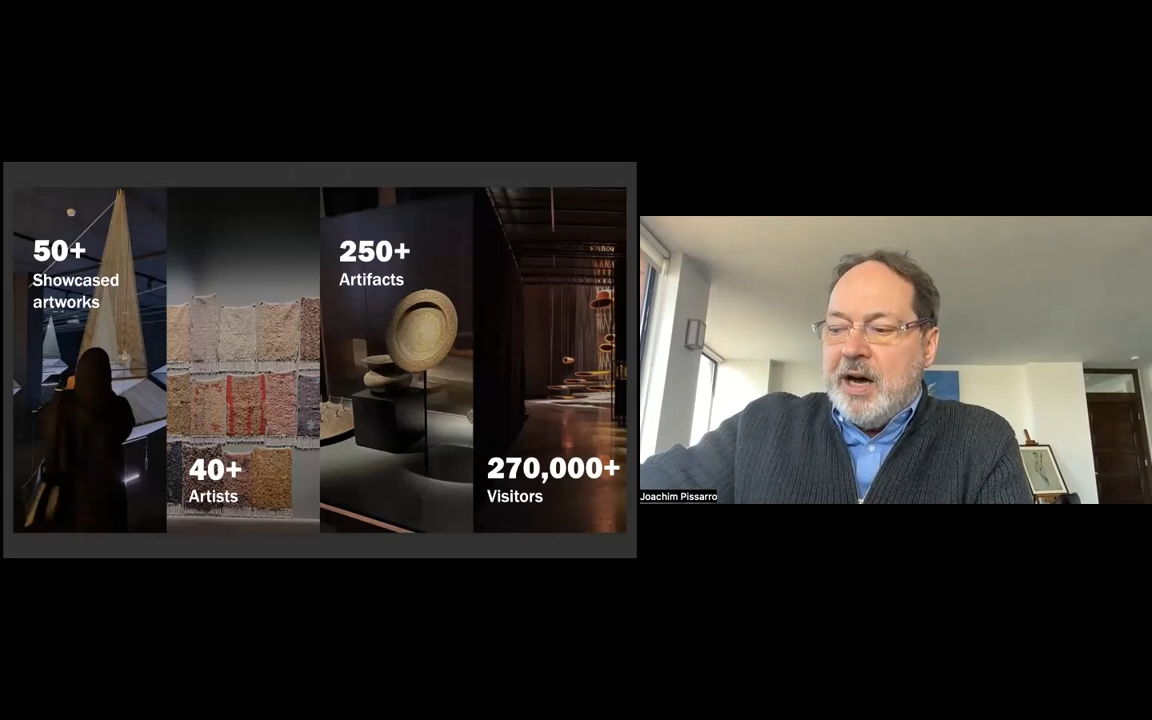 50+
Showcased
artworks
40+
Artists
250+
Artifacts
270,000+
Visitors
Joachim Pissarro